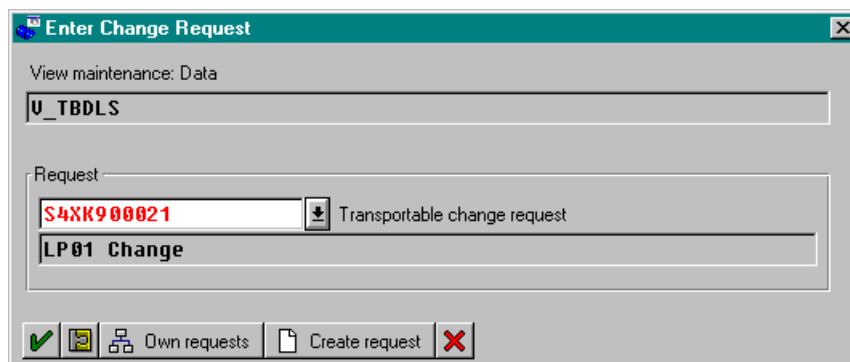 Enter Change Request
View maintenance: Data
V_TBDLS
Request
S4XK900021 Transportable change request
LP01 Change
Own requests Create request